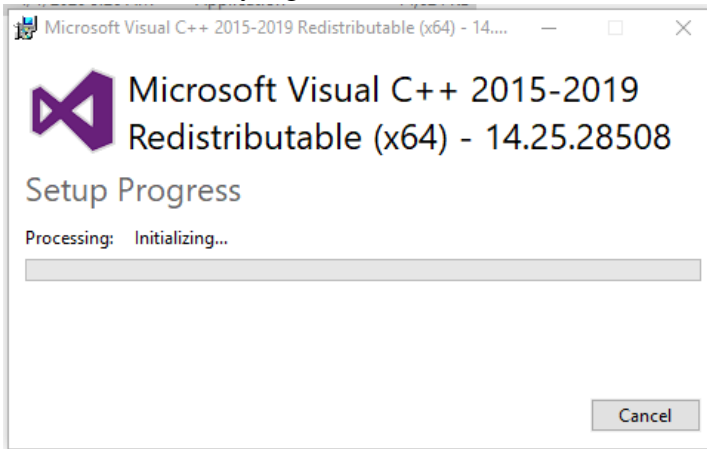 Microsoft Visual C++ 2015-2019 Redistributable (x64) - 14....
Microsoft Visual C++ 2015-2019
Redistributable (x64) - 14.25.28508
Setup Progress
Processing: Initializing...
Cancel